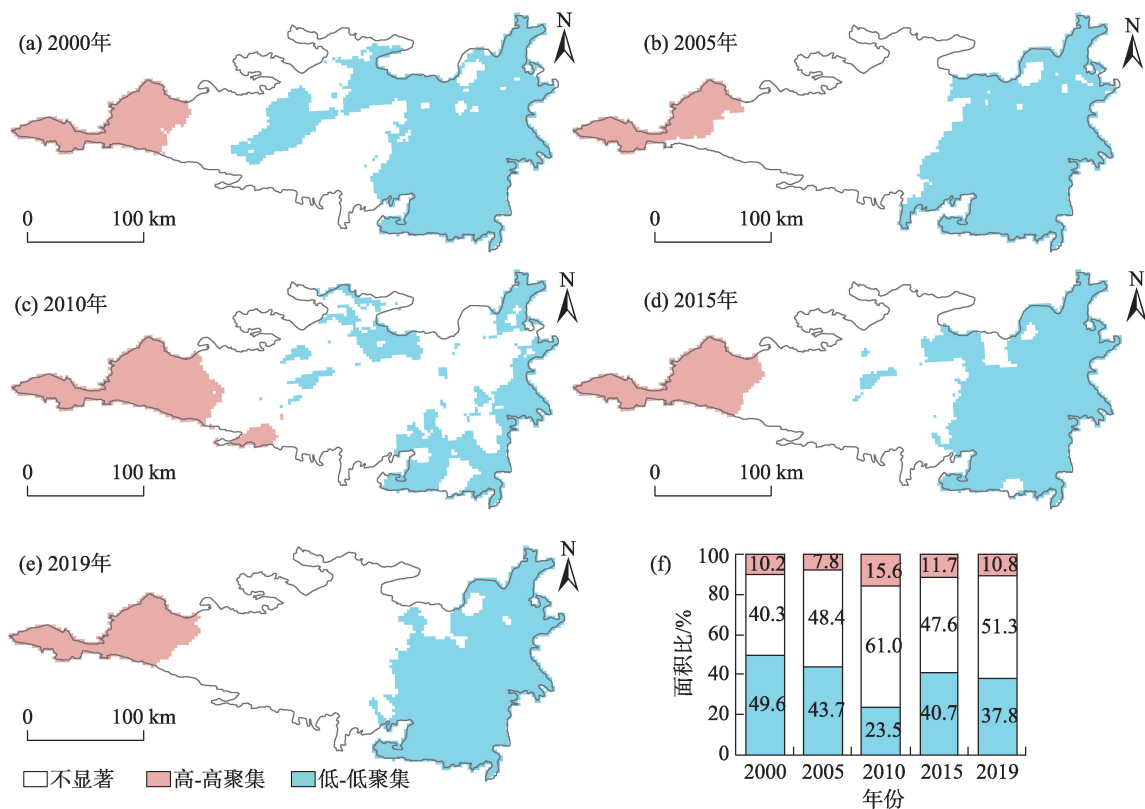 (a) 2000年
N
0 100 km
(b) 2005年
N
0 100 km
(c) 2010年
N
0 100 km
(d) 2015年
N
0 100 km
(e) 2019年
N
0 100 km
不显著 高-高聚集 低-低聚集
(f)
面积比/%
100
80
60
40
20
0
10.2 7.8 15.6 11.7 10.8
40.3 48.4 61.0 47.6 51.3
49.6 43.7 23.5 40.7 37.8
2000 2005 2010 2015 2019
年份